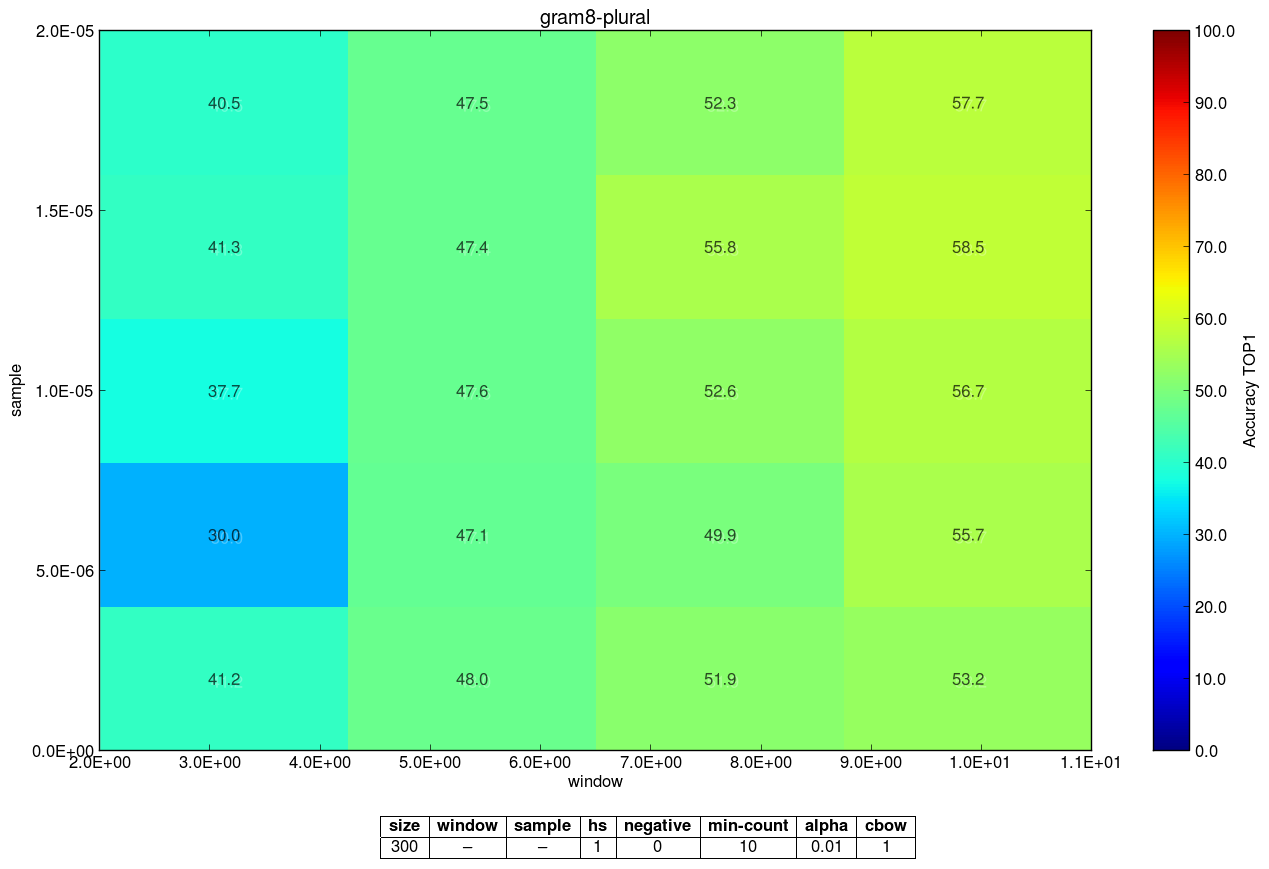 gram8-plural
2.0E-05
100.0
40.5 47.5 52.3 57.7
90.0
80.0
1.5E-05
41.3 47.4 55.8 58.5
70.0
60.0
sample
1.0E-05
37.7 47.6 52.6 56.7
50.0
Accuracy TOP1
40.0
30.0 47.1 49.9 55.7
30.0
5.0E-06
20.0
41.2 48.0 51.9 53.2
10.0
0.0E+00
0.0
2.0E+00 3.0E+00 4.0E+00 5.0E+00 6.0E+00 7.0E+00 8.0E+00 9.0E+00 1.0E+01 1.1E+01
window
size window sample hs negative min-count alpha cbow
300 – – 1 0 10 0.01 1